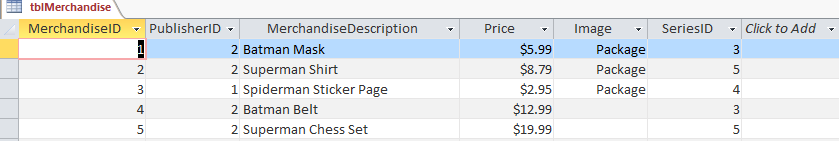 tblMerchandise
MerchandiseID PublisherID MerchandiseDescription Price Image SeriesID Click to Add
1 2 Batman Mask $5.99 Package 3
2 2 Superman Shirt $8.79 Package 5
3 1 Spiderman Sticker Page $2.95 Package 4
4 2 Batman Belt $12.99 3
5 2 Superman Chess Set $19.99 5